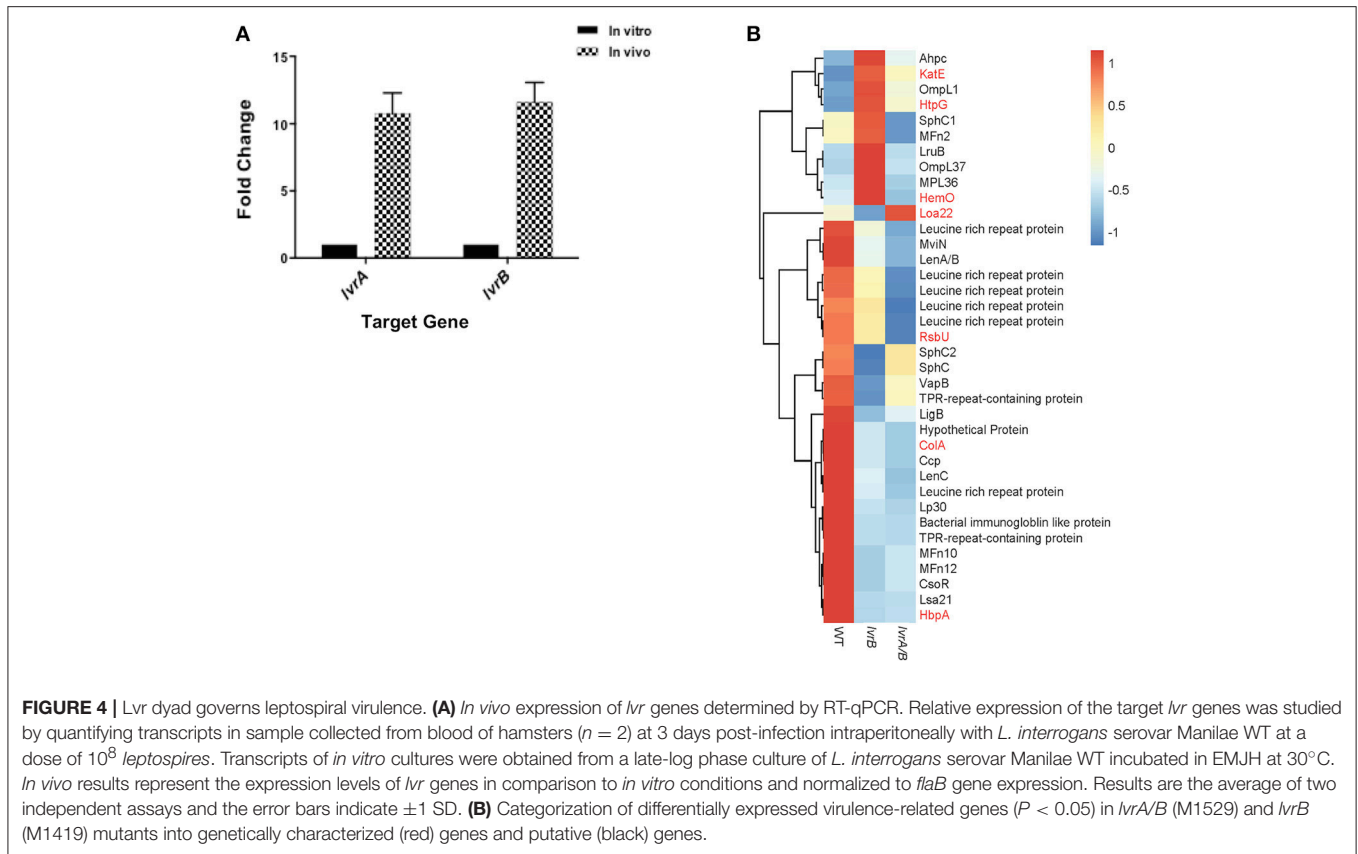 A
In vitro
In vivo
15
10
5
0
Fold Change
lvrA
lvrB
Target Gene
B
Ahpc
KatE
OmpL1
HtpG
SphC1
MFn2
LruB
OmpL37
MPL36
HemO
Loa22
Leucine rich repeat protein
MviN
LenA/B
Leucine rich repeat protein
Leucine rich repeat protein
Leucine rich repeat protein
Leucine rich repeat protein
RsbU
SphC2
SphC
VapB
TPR-repeat-containing protein
LigB
Hypothetical Protein
ColA
Ccp
LenC
Leucine rich repeat protein
Lp30
Bacterial immunogloblin like protein
TPR-repeat-containing protein
MFn10
MFn12
CsoR
Lsa21
HbpA
WT
lvrB
lvrA/B
1
0.5
0
-0.5
-1
FIGURE 4 | Lvr dyad governs leptospiral virulence. (A) In vivo expression of lvr genes determined by RT-qPCR. Relative expression of the target lvr genes was studied
by quantifying transcripts in sample collected from blood of hamsters (n = 2) at 3 days post-infection intraperitoneally with L. interrogans serovar Manilae WT at a
dose of 10⁸ leptospires. Transcripts of in vitro cultures were obtained from a late-log phase culture of L. interrogans serovar Manilae WT incubated in EMJH at 30°C.
In vivo results represent the expression levels of lvr genes in comparison to in vitro conditions and normalized to flaB gene expression. Results are the average of two
independent assays and the error bars indicate ±1 SD. (B) Categorization of differentially expressed virulence-related genes (P < 0.05) in lvrA/B (M1529) and lvrB
(M1419) mutants into genetically characterized (red) genes and putative (black) genes.